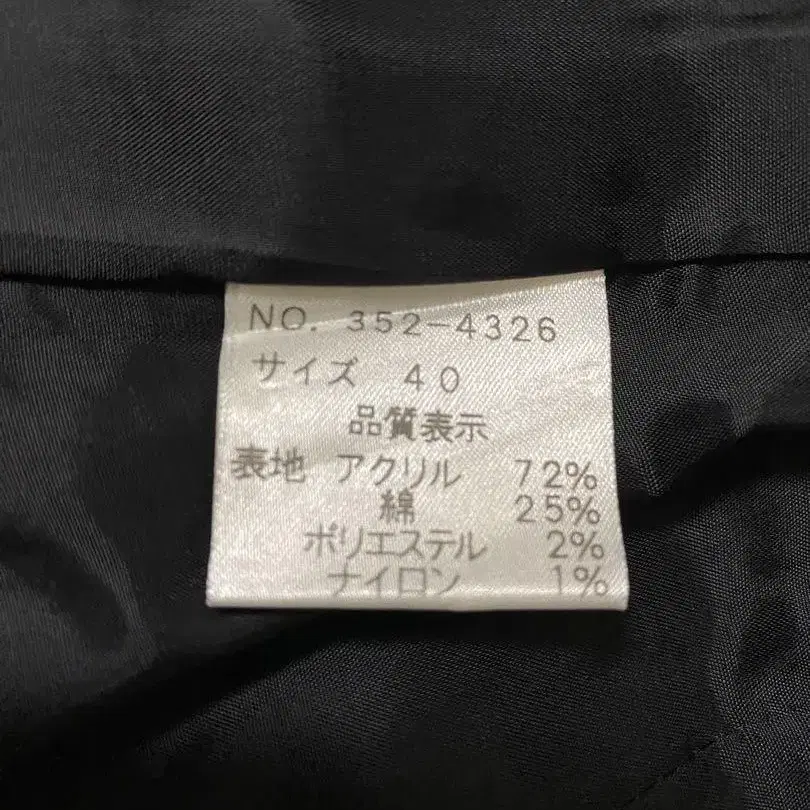 NO. 352-4326
サイズ 40
品質表示
表地 アクリル 72%
綿 25%
ポリエステル 2%
ナイロン 1%